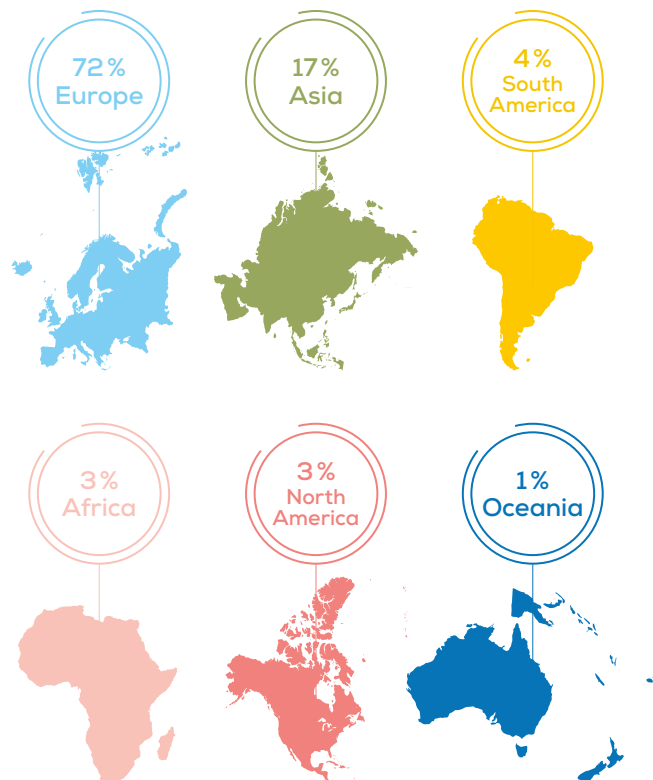 72%
Europe
17%
Asia
4%
South
America
3%
Africa
3%
North
America
1%
Oceania